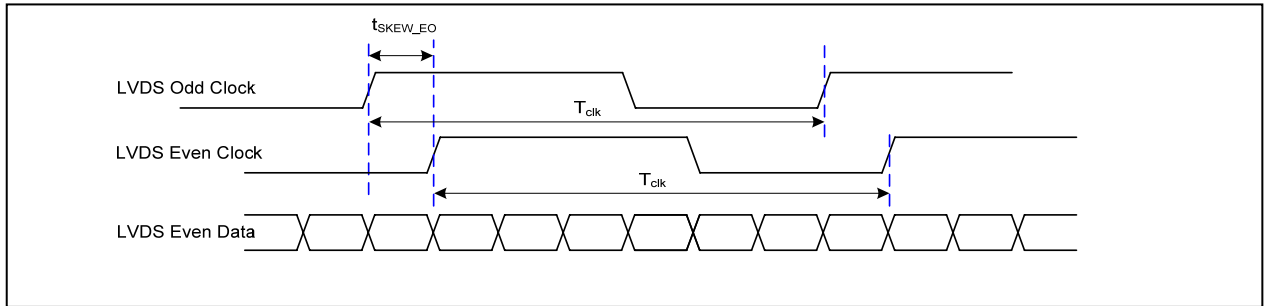 tSKEW_EO
LVDS Odd Clock
Tclk
LVDS Even Clock
Tclk
LVDS Even Data